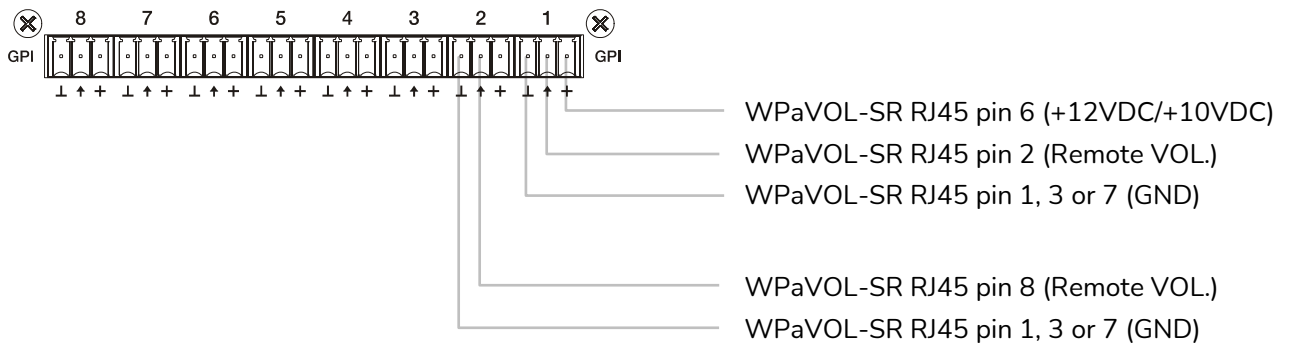 8 7 6 5 4 3 2 1
GPI GPI
⊥ ↑ + ⊥ ↑ + ⊥ ↑ + ⊥ ↑ + ⊥ ↑ + ⊥ ↑ + ⊥ ↑ + ⊥ ↑ +
WPaVOL-SR RJ45 pin 6 (+12VDC/+10VDC)
WPaVOL-SR RJ45 pin 2 (Remote VOL.)
WPaVOL-SR RJ45 pin 1, 3 or 7 (GND)
WPaVOL-SR RJ45 pin 8 (Remote VOL.)
WPaVOL-SR RJ45 pin 1, 3 or 7 (GND)